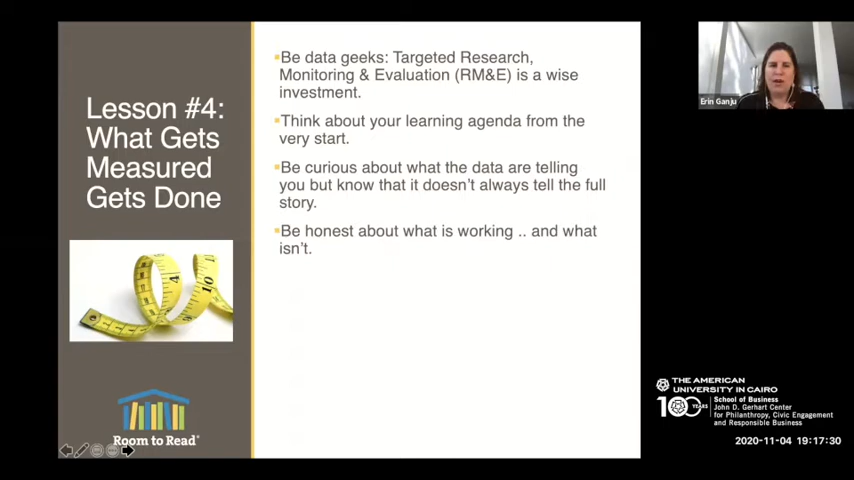 Lesson #4:
What Gets
Measured
Gets Done
Room to Read®
▪Be data geeks: Targeted Research,
Monitoring & Evaluation (RM&E) is a wise
investment.
▪Think about your learning agenda from the
very start.
▪Be curious about what the data are telling
you but know that it doesn't always tell the full
story.
▪Be honest about what is working .. and what
isn't.
Erin Ganju
THE AMERICAN
UNIVERSITY IN CAIRO
100 YEARS
School of Business
John D. Gerhart Center
for Philanthropy, Civic Engagement
and Responsible Business
2020-11-04 19:17:30
4
10
9